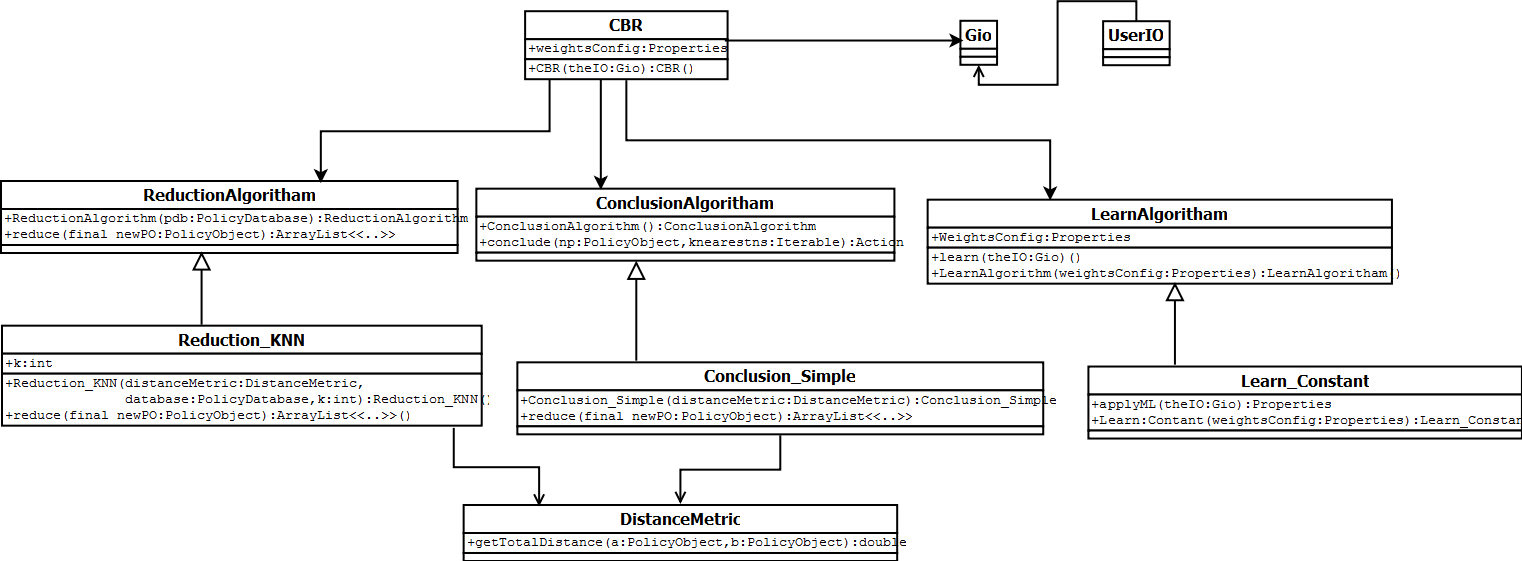 CBR
+weightsConfig:Properties
+CBR(theIO:Gio):CBR()
Gio
UserIO
ReductionAlgoritham
+ReductionAlgorithm(pdb:PolicyDatabase):ReductionAlgorithm
+reduce(final newPO:PolicyObject):ArrayList<<..>>
ConclusionAlgoritham
+ConclusionAlgorithm():ConclusionAlgorithm
+conclude(np:PolicyObject,knearestns:Iterable):Action
LearnAlgoritham
+WeightsConfig:Properties
+learn(theIO:Gio)()
+LearnAlgorithm(weightsConfig:Properties):LearnAlgoritham()
Reduction_KNN
+k:int
+Reduction_KNN(distanceMetric:DistanceMetric,
database:PolicyDatabase,k:int):Reduction_KNN()
+reduce(final newPO:PolicyObject):ArrayList<<..>>()
Conclusion_Simple
+Conclusion_Simple(distanceMetric:DistanceMetric):Conclusion_Simple
+reduce(final newPO:PolicyObject):ArrayList<<..>>
Learn_Constant
+applyML(theIO:Gio):Properties
+Learn:Contant(weightsConfig:Properties):Learn_Constan
DistanceMetric
+getTotalDistance(a:PolicyObject,b:PolicyObject):double